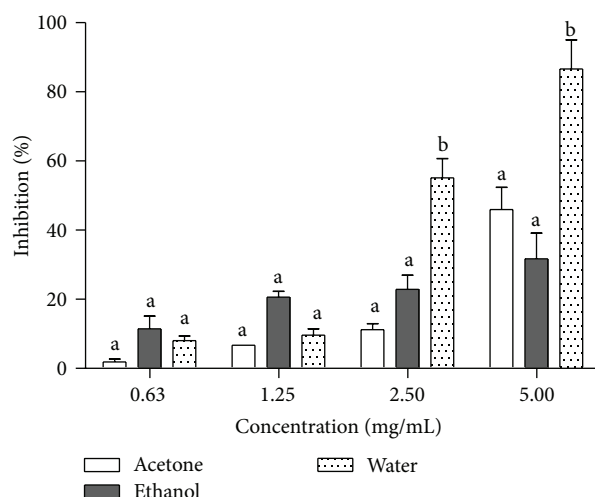 100
80
60
40
20
0
Inhibition (%)
a
a
a
a
a
a
a
a
b
a
a
b
0.63
1.25
2.50
5.00
Concentration (mg/mL)
Acetone
Water
Ethanol